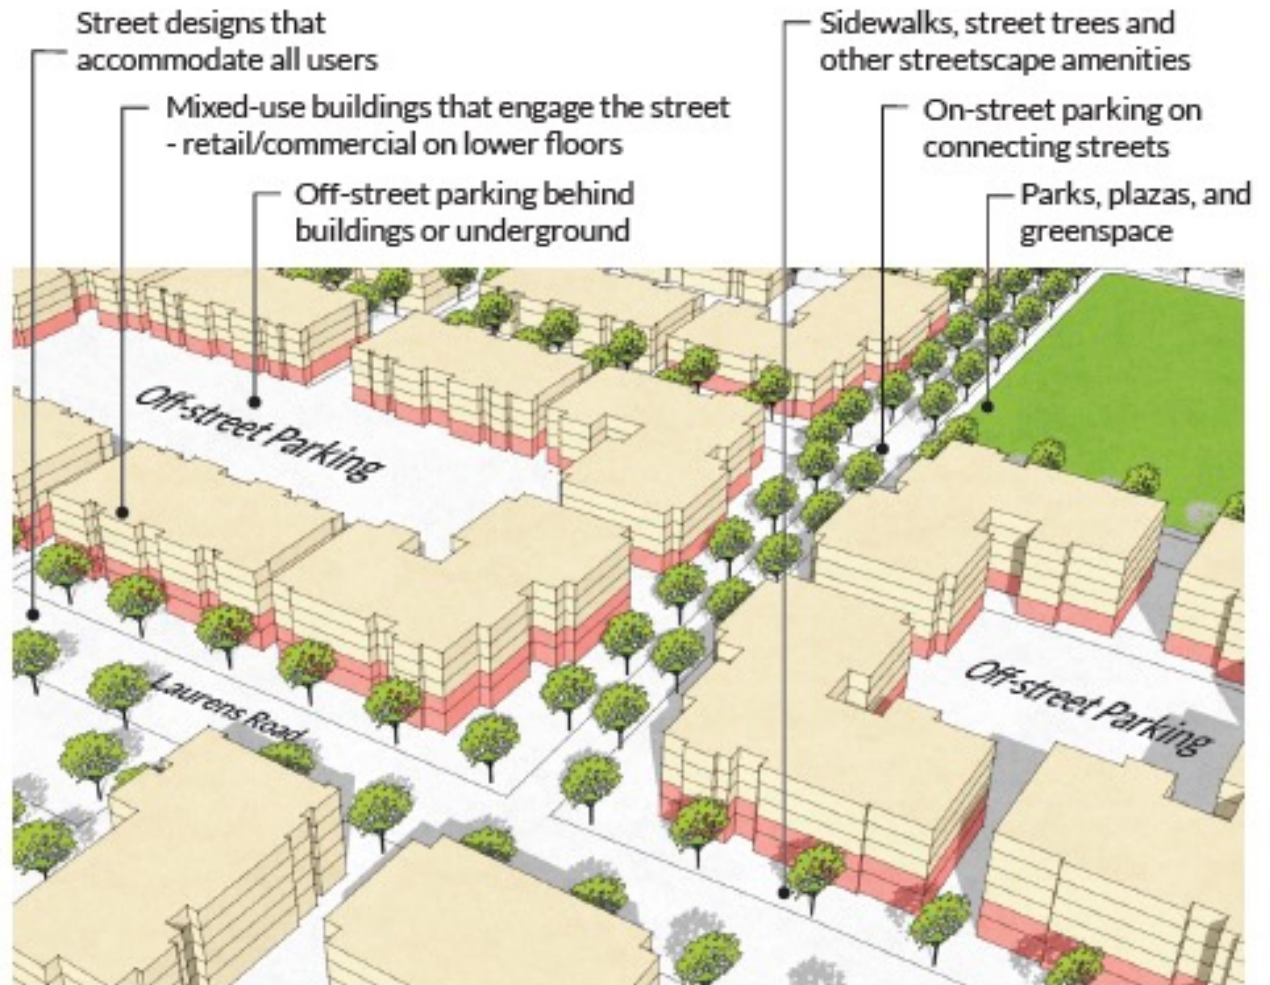 Street designs that
accommodate all users
Mixed-use buildings that engage the street
- retail/commercial on lower floors
Off-street parking behind
buildings or underground
Sidewalks, street trees and
other streetscape amenities
On-street parking on
connecting streets
Parks, plazas, and
greenspace
Off-street Parking
Laurens Road
Off-street Parking